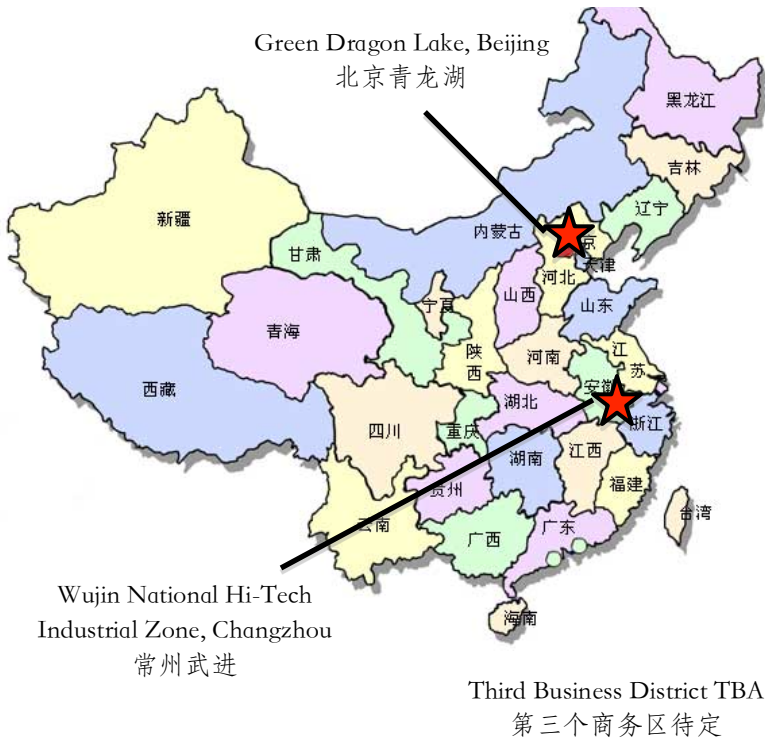 Green Dragon Lake, Beijing
北京青龙湖
黑龙江
吉林
辽宁
新疆
内蒙古
京
甘肃
天津
河北
宁夏
山西
山东
青海
陕
西
河南
江
苏
西藏
安徽
湖北
浙江
四川
重庆
湖南
江西
贵州
福建
云南
广西
广东
台湾
Wujin National Hi-Tech
Industrial Zone, Changzhou
常州武进
海南
Third Business District TBA
第三个商务区待定